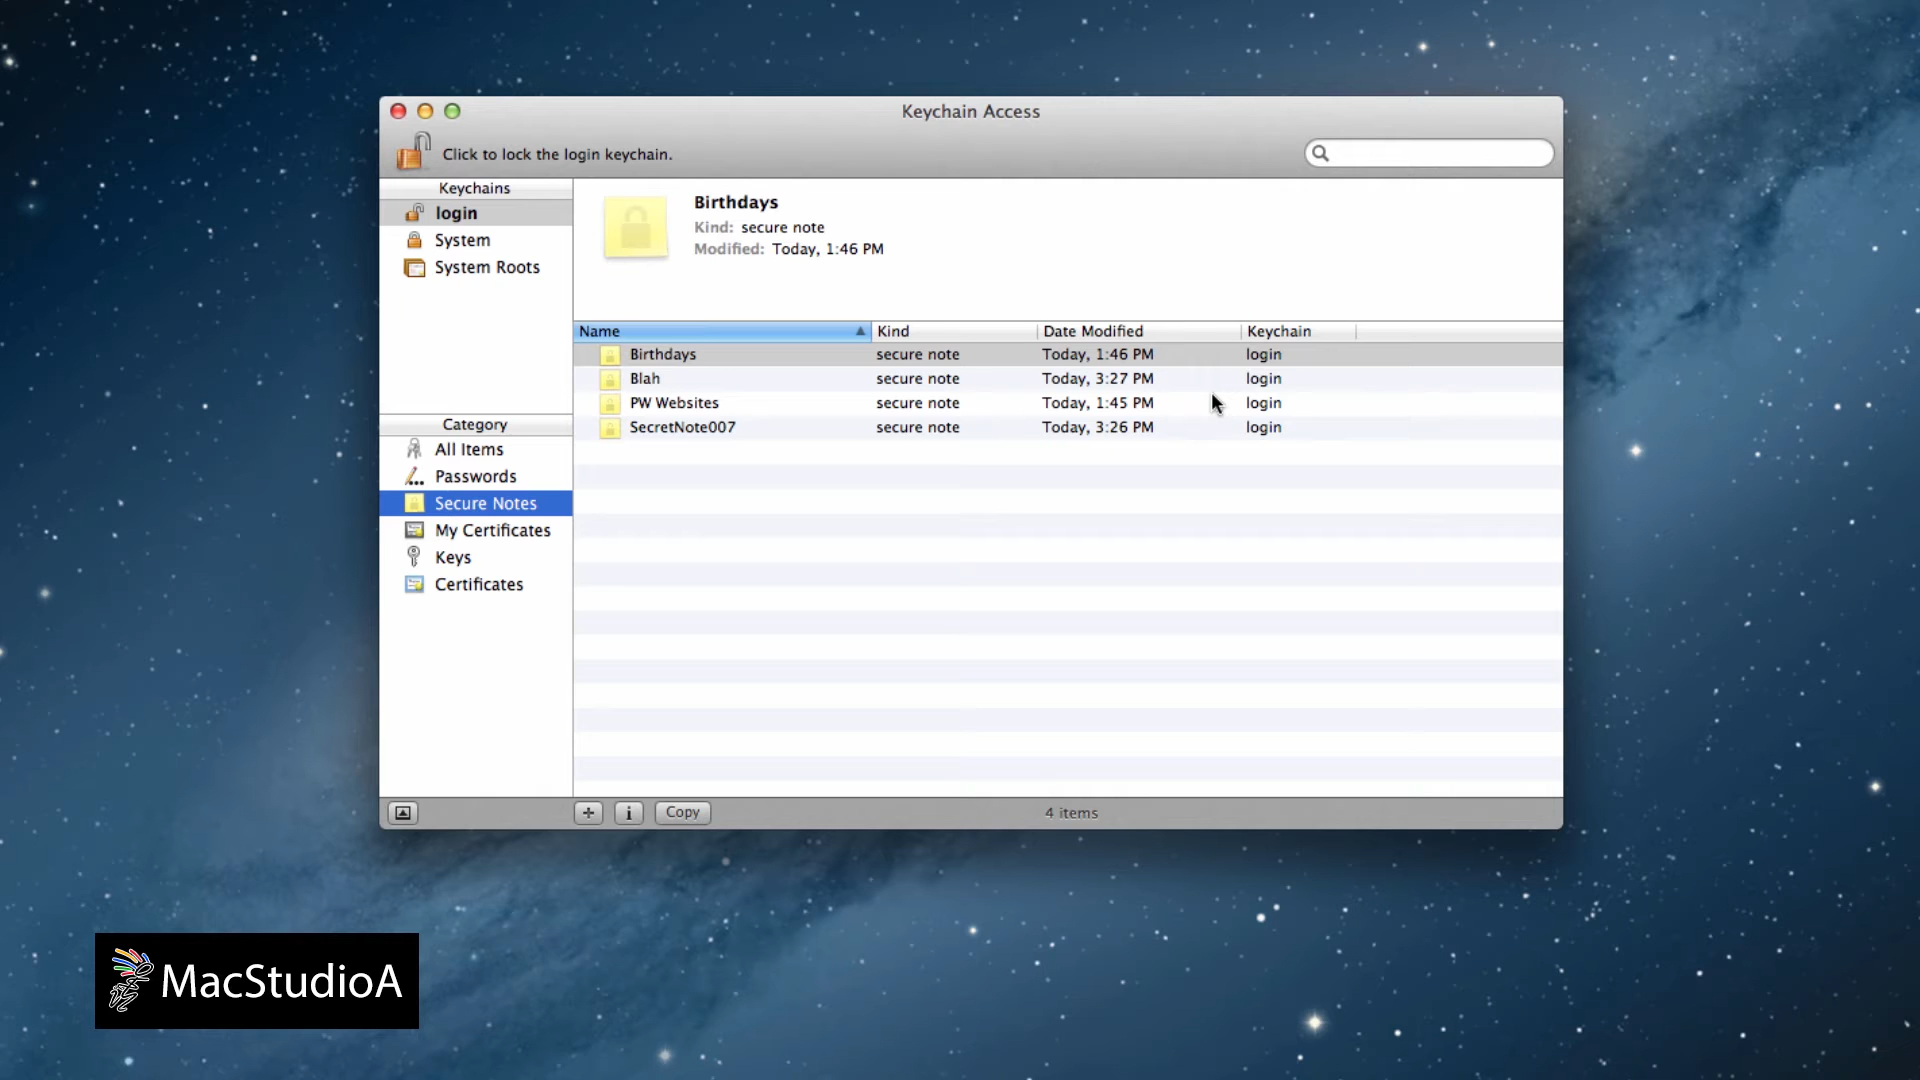 Keychain Access
Click to lock the login keychain.
Keychains
login
System
System Roots
Category
All Items
Passwords
Secure Notes
My Certificates
Keys
Certificates
Birthdays
Kind: secure note
Modified: Today, 1:46 PM
Name Kind Date Modified Keychain
Birthdays secure note Today, 1:46 PM login
Blah secure note Today, 3:27 PM login
PW Websites secure note Today, 1:45 PM login
SecretNote007 secure note Today, 3:26 PM login
+ i Copy 4 items
MacStudioA